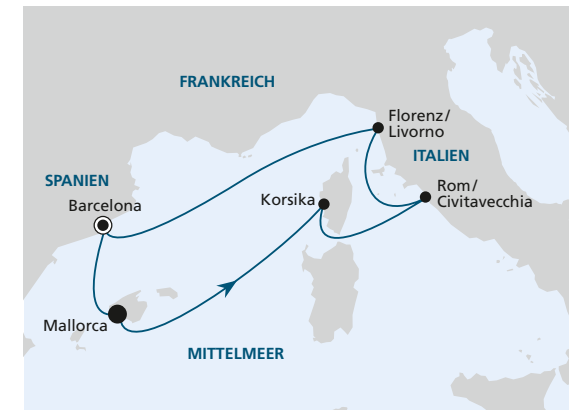 FRANKREICH
Florenz/
Livorno
ITALIEN
SPANIEN
Rom/
Civitavecchia
Korsika
Barcelona
Mallorca
MITTELMEER